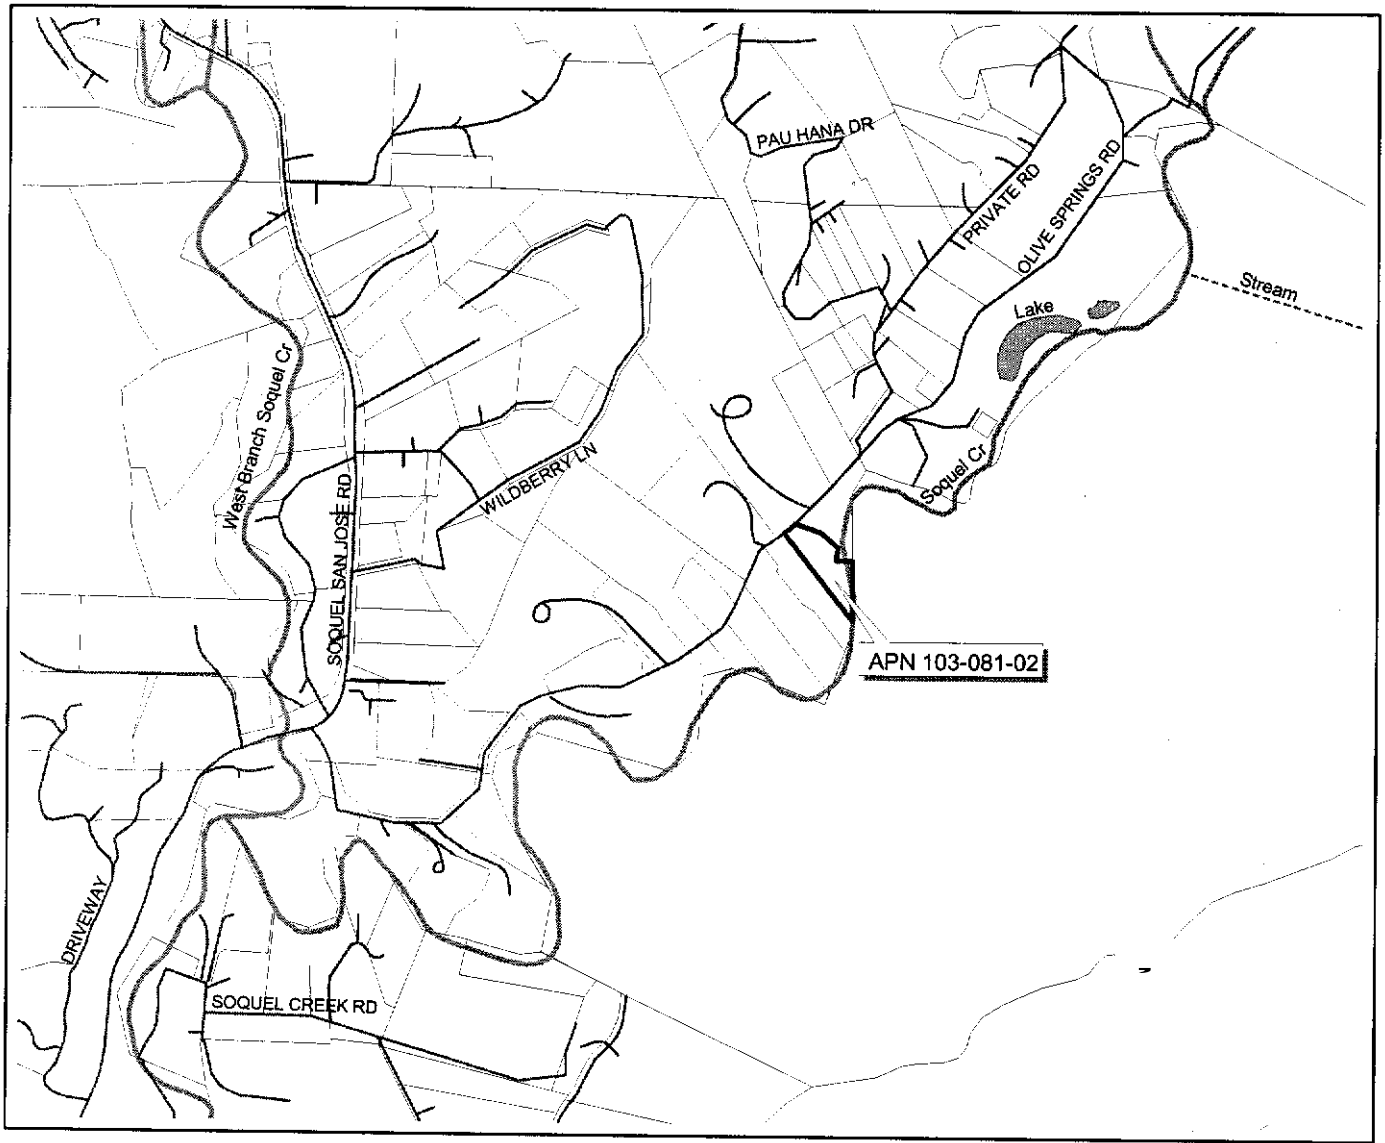 PAU HANA DR
PRIVATE RD
OLIVE SPRINGS RD
Stream
Lake
West Branch Soquel Cr
Soquel Cr
WILDBERRY LN
SOQUEL SAN JOSE RD
APN 103-081-02
DRIVEWAY
SOQUEL CREEK RD